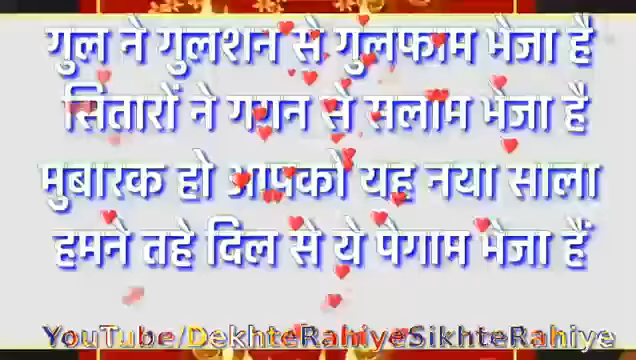 गुल ने गुलशन से गुलफाम भेजा है
सितारों ने गगन से सलाम भेजा है
मुबारक हो आपको यह नया साला
हमने तहे दिल से ये पैगाम भेजा हैं
YouTube/DekhteRahiyeSikhteRahiye